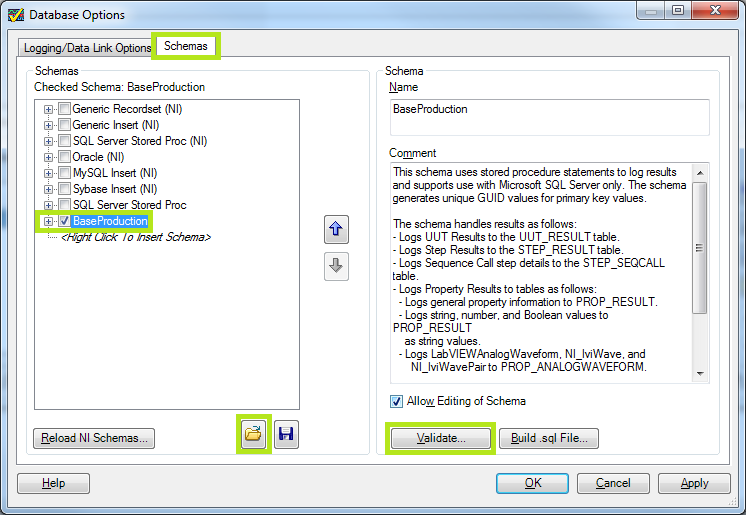 Database Options
Logging/Data Link Options
Schemas
Schemas
Checked Schema: BaseProduction
Generic Recordset (NI)
Generic Insert (NI)
SQL Server Stored Proc (NI)
Oracle (NI)
MySQL Insert (NI)
Sybase Insert (NI)
SQL Server Stored Proc
BaseProduction
<Right Click To Insert Schema>
Reload NI Schemas...
Schema
Name
BaseProduction
Comment
This schema uses stored procedure statements to log results
and supports use with Microsoft SQL Server only. The schema
generates unique GUID values for primary key values.
The schema handles results as follows:
- Logs UUT Results to the UUT_RESULT table.
- Logs Step Results to the STEP_RESULT table.
- Logs Sequence Call step details to the STEP_SEQCALL
table.
- Logs Property Results to tables as follows:
- Logs general property information to PROP_RESULT.
- Logs string, number, and Boolean values to
PROP_RESULT
as string values.
- Logs LabVIEWAnalogWaveform, NI_IviWave, and
NI_IviWavePair to PROP_ANALOGWAVEFORM.
Allow Editing of Schema
Validate...
Build .sql File...
Help
OK
Cancel
Apply